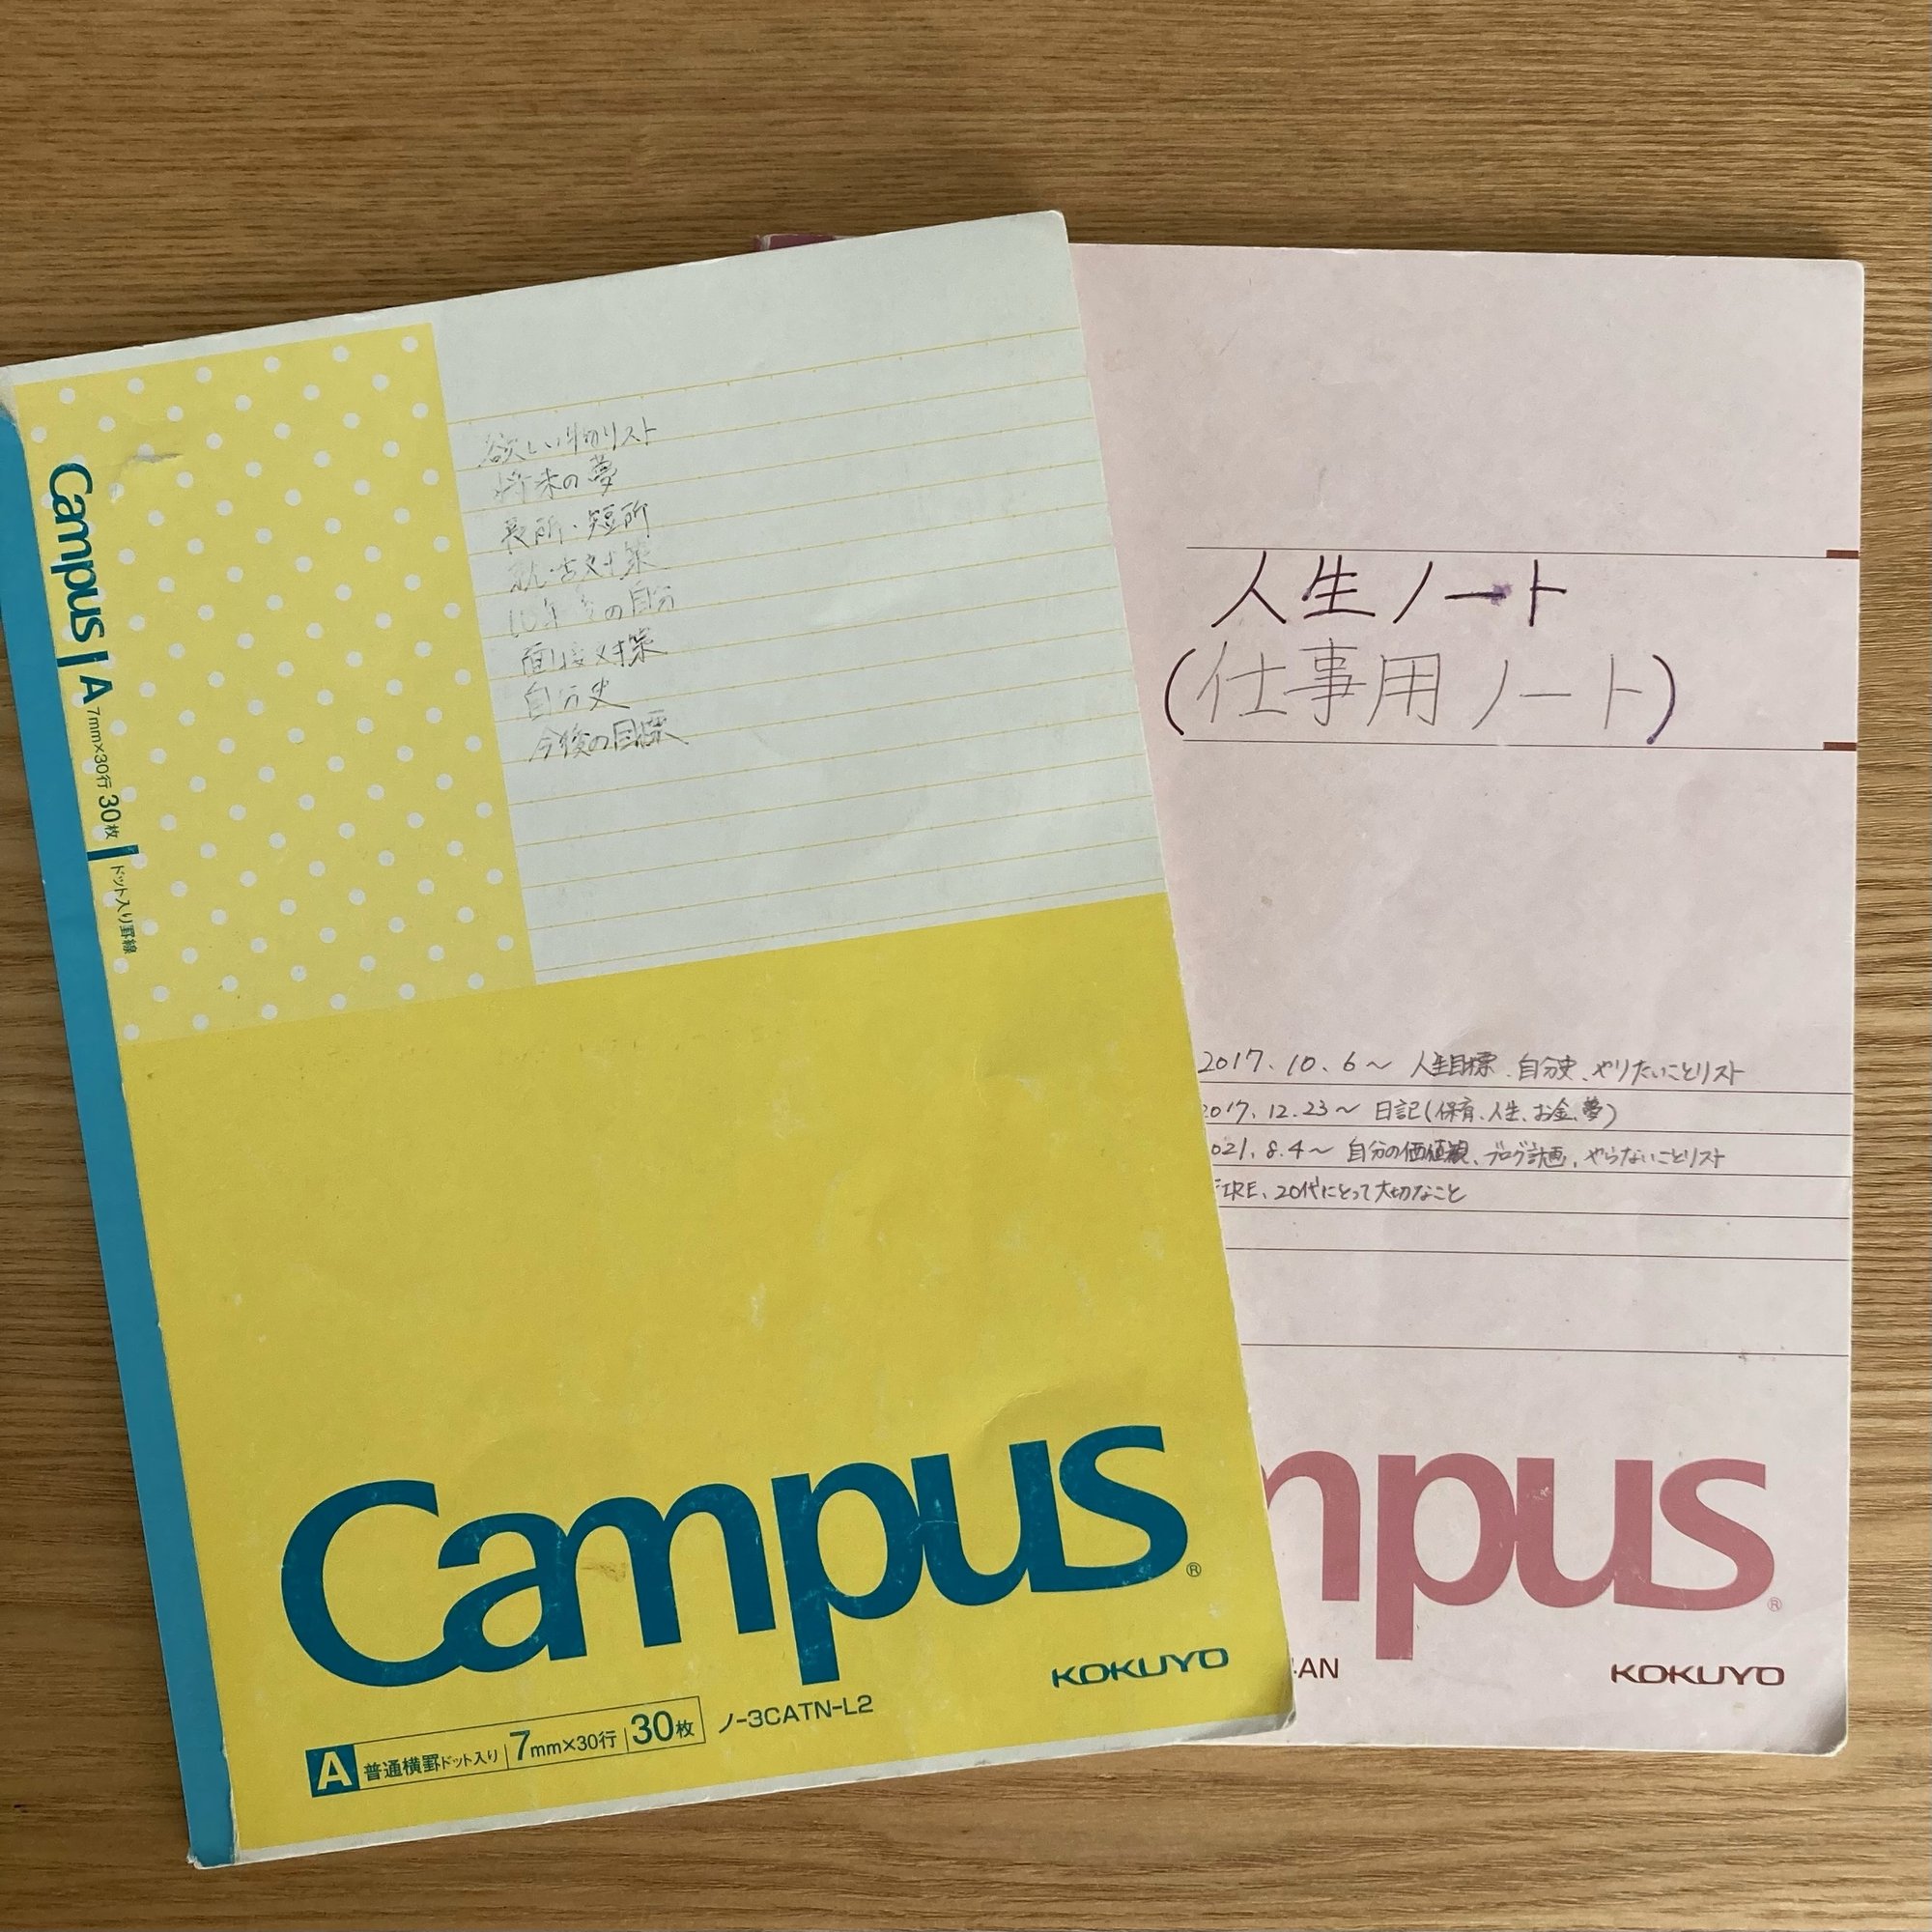 Campus A 7mm×30行 30枚 ドット入り罫線
欲しい物リスト
将来の夢
長所・短所
就活対策
10年後の自分
面接対策
自分史
今後の目標
Campus®
KOKUYO
A 普通横罫ドット入り 7mm×30行 30枚 ノ-3CATN-L2
人生ノート
(仕事用ノート)
2017.10.6〜 人生目標、自分史、やりたいことリスト
2017.12.23〜 日記(保育、人生、お金、夢)
021.8.4〜 自分の価値観、ブログ計画、やらないことリスト
FIRE、20代にとって大切なこと
mpus®
AN
KOKUYO